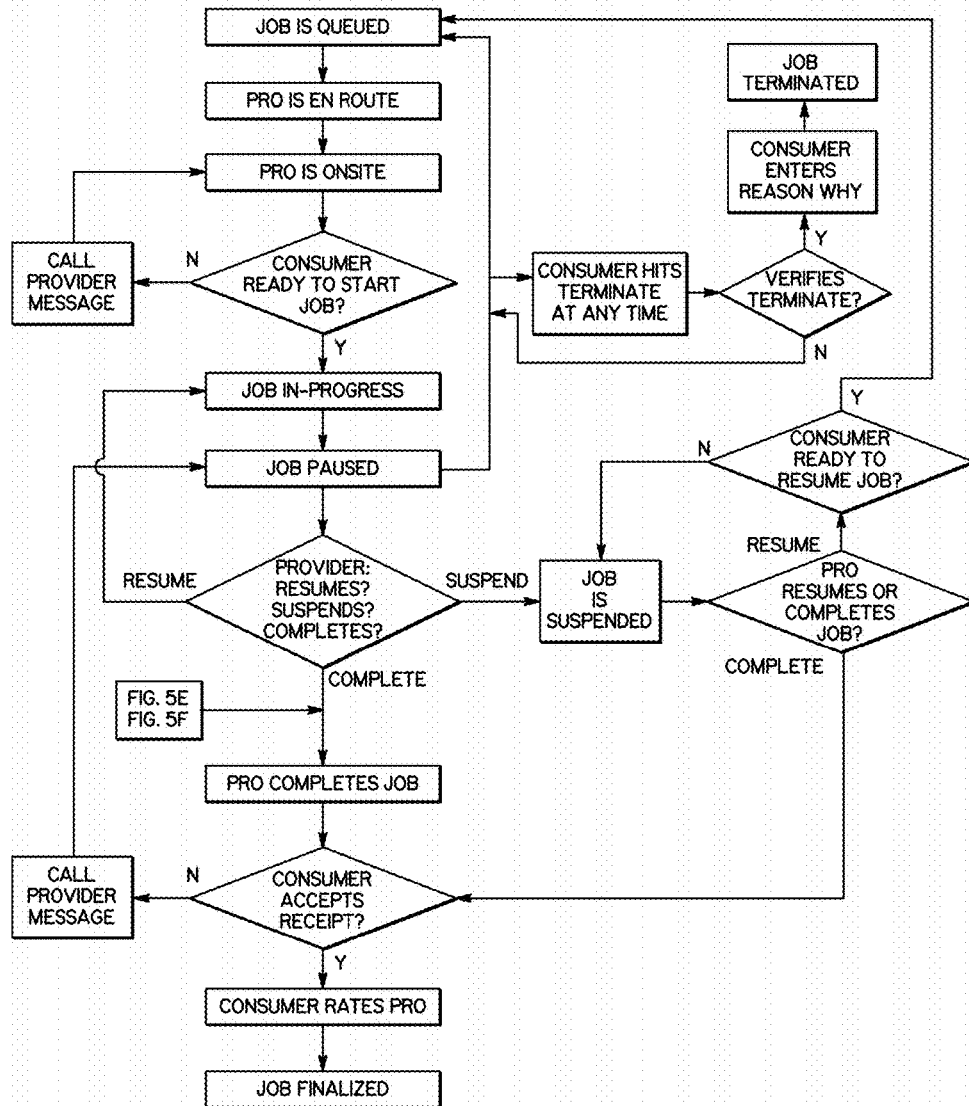 JOB IS QUEUED
PRO IS EN ROUTE
PRO IS ONSITE
CALL
PROVIDER
MESSAGE
N
CONSUMER
READY TO START
JOB?
Y
JOB
TERMINATED
CONSUMER
ENTERS
REASON WHY
Y
CONSUMER HITS
TERMINATE
AT ANY TIME
VERIFIES
TERMINATE?
N
JOB IN-PROGRESS
JOB PAUSED
Y
CONSUMER
READY TO
RESUME JOB?
N
RESUME
PROVIDER:
RESUMES?
SUSPENDS?
COMPLETES?
SUSPEND
JOB
IS
SUSPENDED
RESUME
PRO
RESUMES OR
COMPLETES
JOB?
COMPLETE
COMPLETE
FIG. 5E
FIG. 5F
PRO COMPLETES JOB
CALL
PROVIDER
MESSAGE
N
CONSUMER
ACCEPTS
RECEIPT?
Y
CONSUMER RATES PRO
JOB FINALIZED